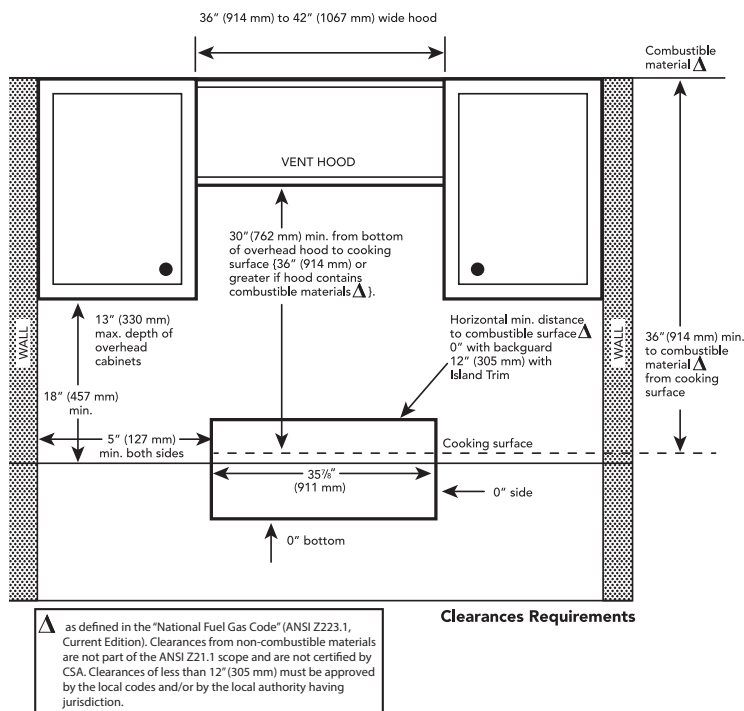 36" (914 mm) to 42" (1067 mm) wide hood
Combustible
material Δ
VENT HOOD
30" (762 mm) min. from bottom
of overhead hood to cooking
surface {36" (914 mm) or
greater if hood contains
combustible materials Δ }.
13" (330 mm)
max. depth of
overhead
cabinets
Horizontal min. distance
to combustible surface Δ
0" with backguard
12" (305 mm) with
Island Trim
WALL
WALL
36" (914 mm) min.
to combustible
material Δ
from cooking
surface
18" (457 mm)
min.
5" (127 mm)
min. both sides
Cooking surface
35⅞"
(911 mm)
0" side
0" bottom
Clearances Requirements
Δ as defined in the "National Fuel Gas Code" (ANSI Z223.1,
Current Edition). Clearances from non-combustible materials
are not part of the ANSI Z21.1 scope and are not certified by
CSA. Clearances of less than 12" (305 mm) must be approved
by the local codes and/or by the local authority having
jurisdiction.